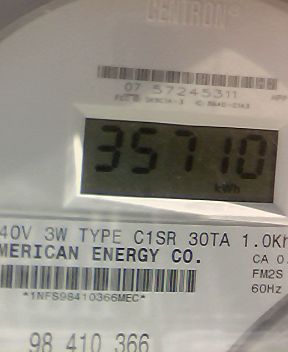 CENTRON®
07 57245311
35710
kWh
40V 3W TYPE C1SR 30TA 1.0Kh
MERICAN ENERGY CO.
CA 0.
FM2S
*1NFS98410366MEC*
60Hz
98 410 366